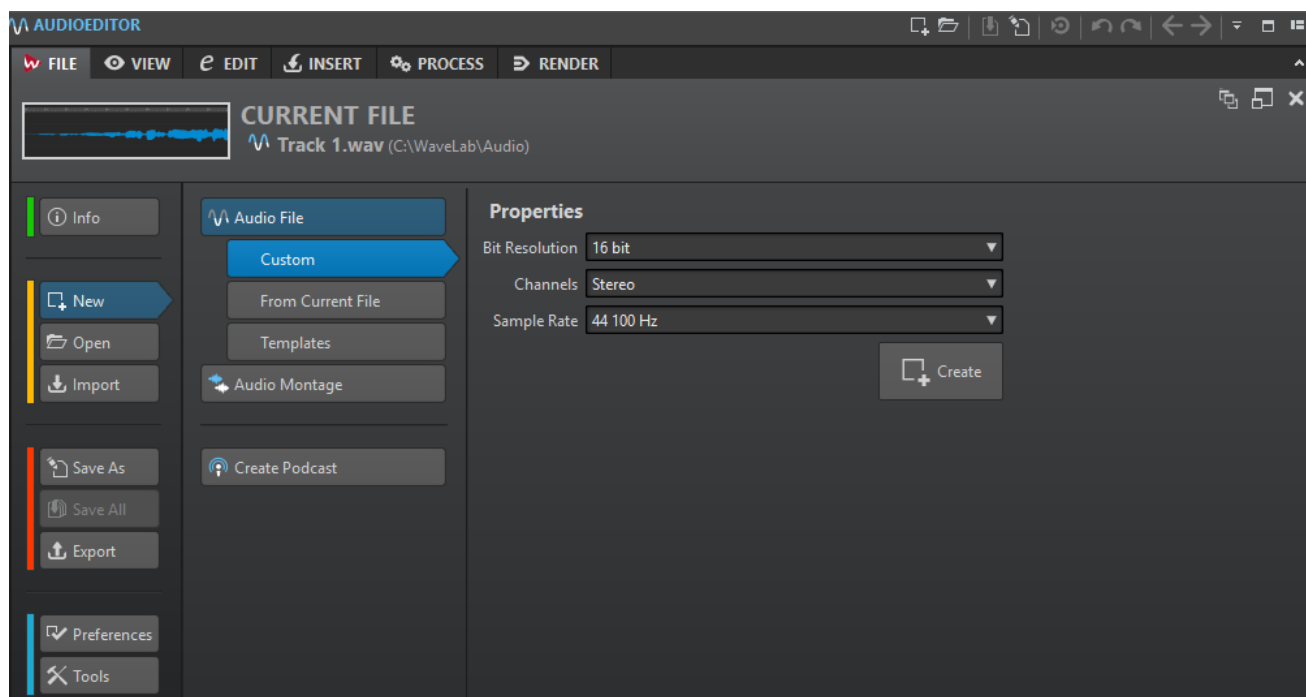 AUDIOEDITOR
FILE VIEW EDIT INSERT PROCESS RENDER
CURRENT FILE
Track 1.wav (C:\WaveLab\Audio)
Info
New
Open
Import
Save As
Save All
Export
Preferences
Tools
Audio File
Custom
From Current File
Templates
Audio Montage
Create Podcast
Properties
Bit Resolution 16 bit
Channels Stereo
Sample Rate 44 100 Hz
Create